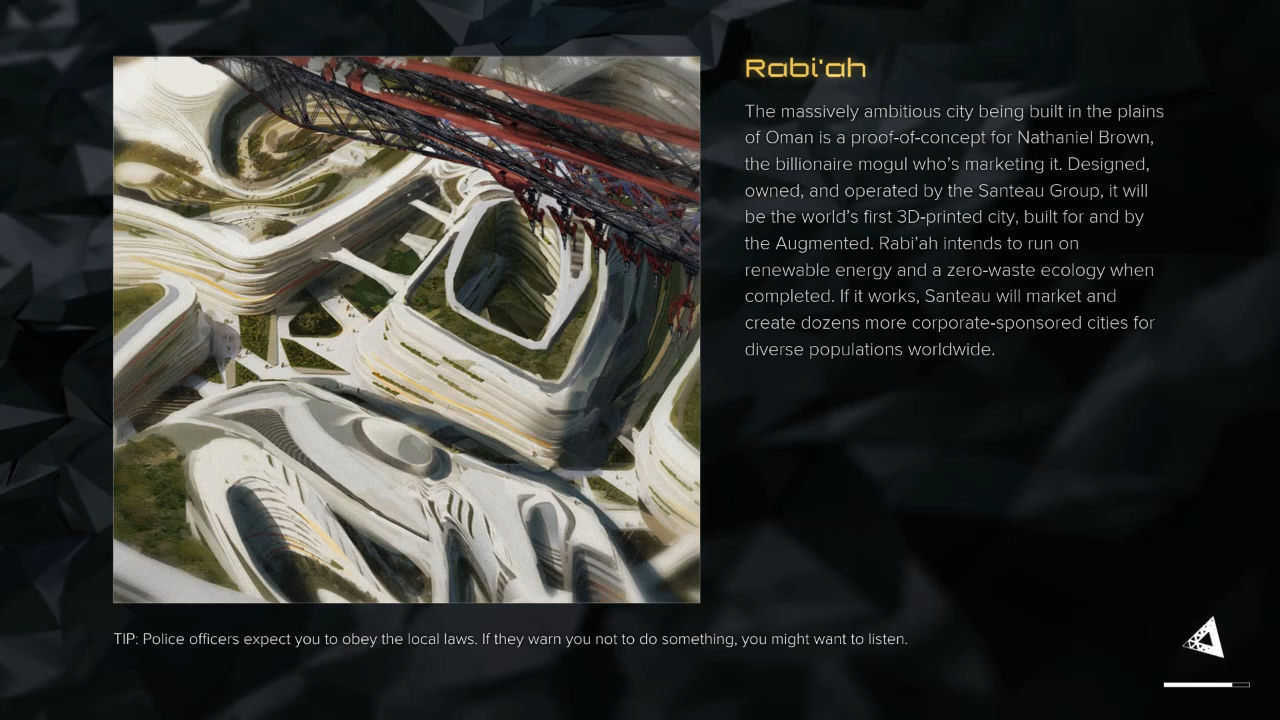 Rabi'ah
The massively ambitious city being built in the plains
of Oman is a proof-of-concept for Nathaniel Brown,
the billionaire mogul who's marketing it. Designed,
owned, and operated by the Santeau Group, it will
be the world's first 3D-printed city, built for and by
the Augmented. Rabi'ah intends to run on
renewable energy and a zero-waste ecology when
completed. If it works, Santeau will market and
create dozens more corporate-sponsored cities for
diverse populations worldwide.
TIP: Police officers expect you to obey the local laws. If they warn you not to do something, you might want to listen.